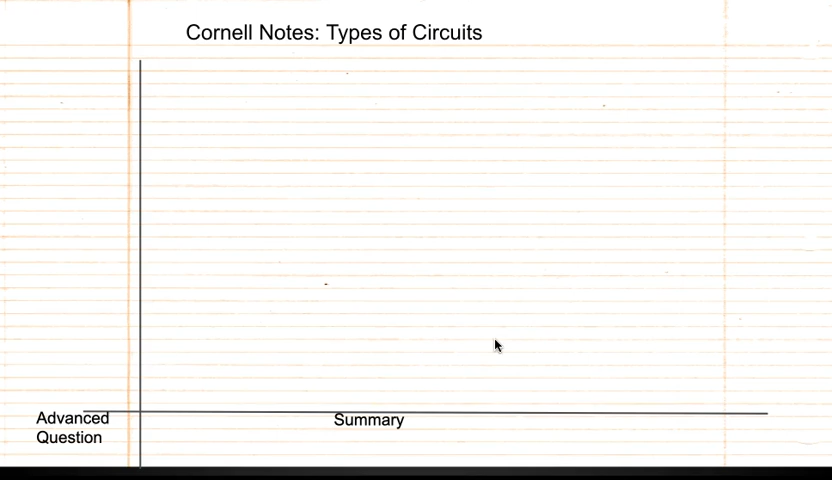 Cornell Notes: Types of Circuits
Advanced
Question
Summary